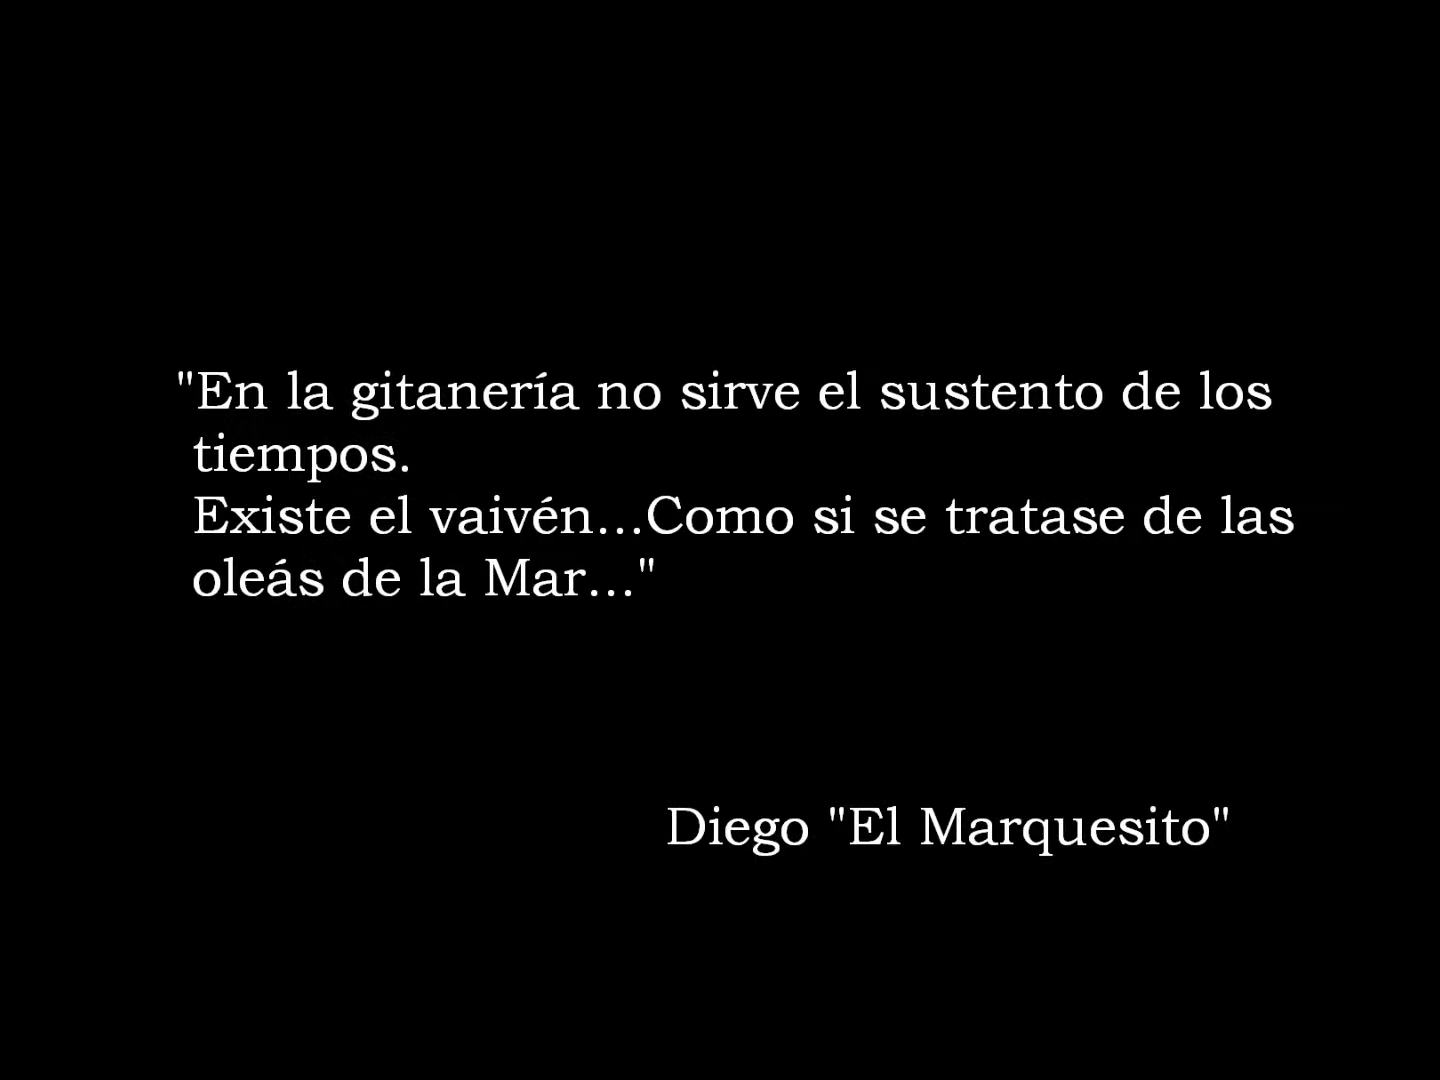 "En la gitanería no sirve el sustento de los
tiempos.
Existe el vaivén...Como si se tratase de las
oleás de la Mar..."
Diego "El Marquesito"